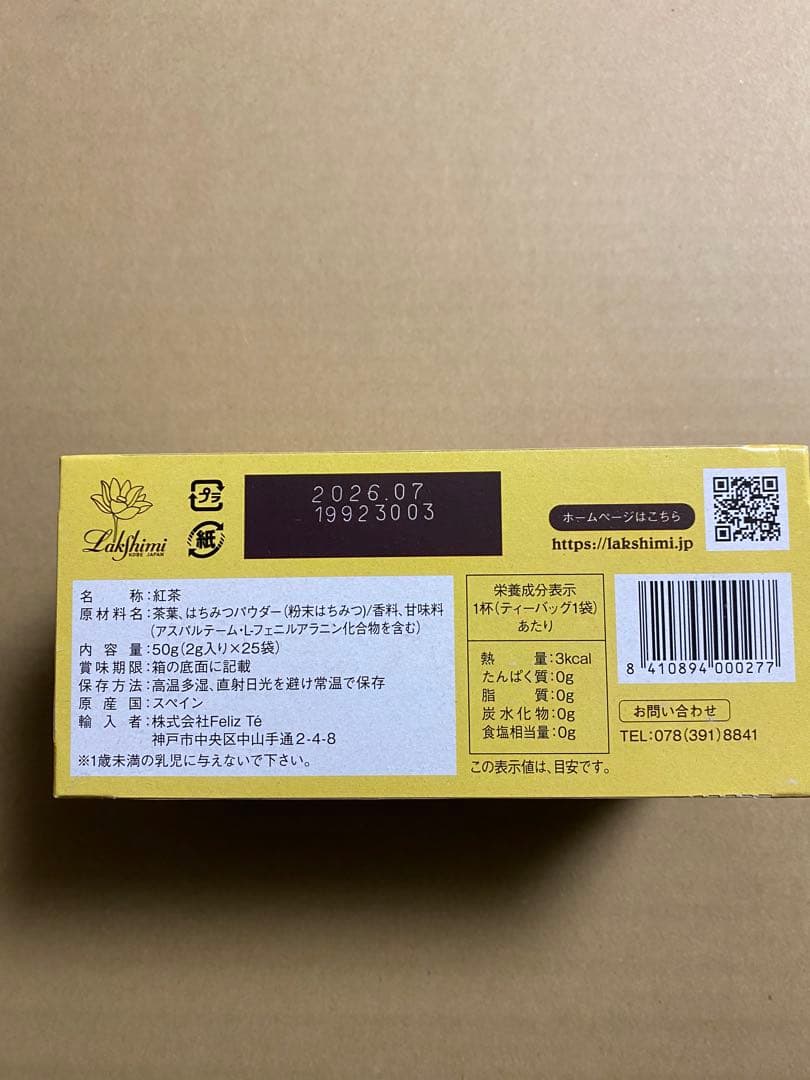 Lakshimi
KOBE JAPAN
プラ
紙
2026.07
19923003
ホームページはこちら
https://lakshimi.jp
名称:紅茶
原材料名:茶葉、はちみつパウダー(粉末はちみつ)/香料、甘味料
(アスパルテーム・L-フェニルアラニン化合物を含む)
内容量:50g(2g入り×25袋)
賞味期限:箱の底面に記載
保存方法:高温多湿、直射日光を避け常温で保存
原産国:スペイン
輸入者:株式会社Feliz Té
神戸市中央区中山手通2-4-8
※1歳未満の乳児に与えないで下さい。
栄養成分表示
1杯(ティーバッグ1袋)
あたり
熱量:3kcal
たんぱく質:0g
脂質:0g
炭水化物:0g
食塩相当量:0g
この表示値は、目安です。
8 410894 000277
お問い合わせ
TEL:078(391)8841